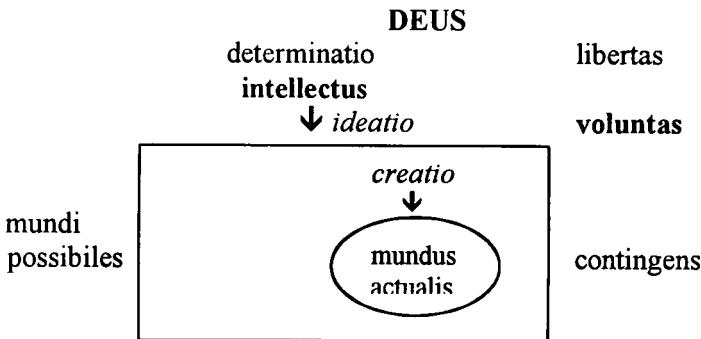 DEUS
determinatio libertas
intellectus
ideatio voluntas
creatio
mundi
possibiles
mundus
actualis
contingens